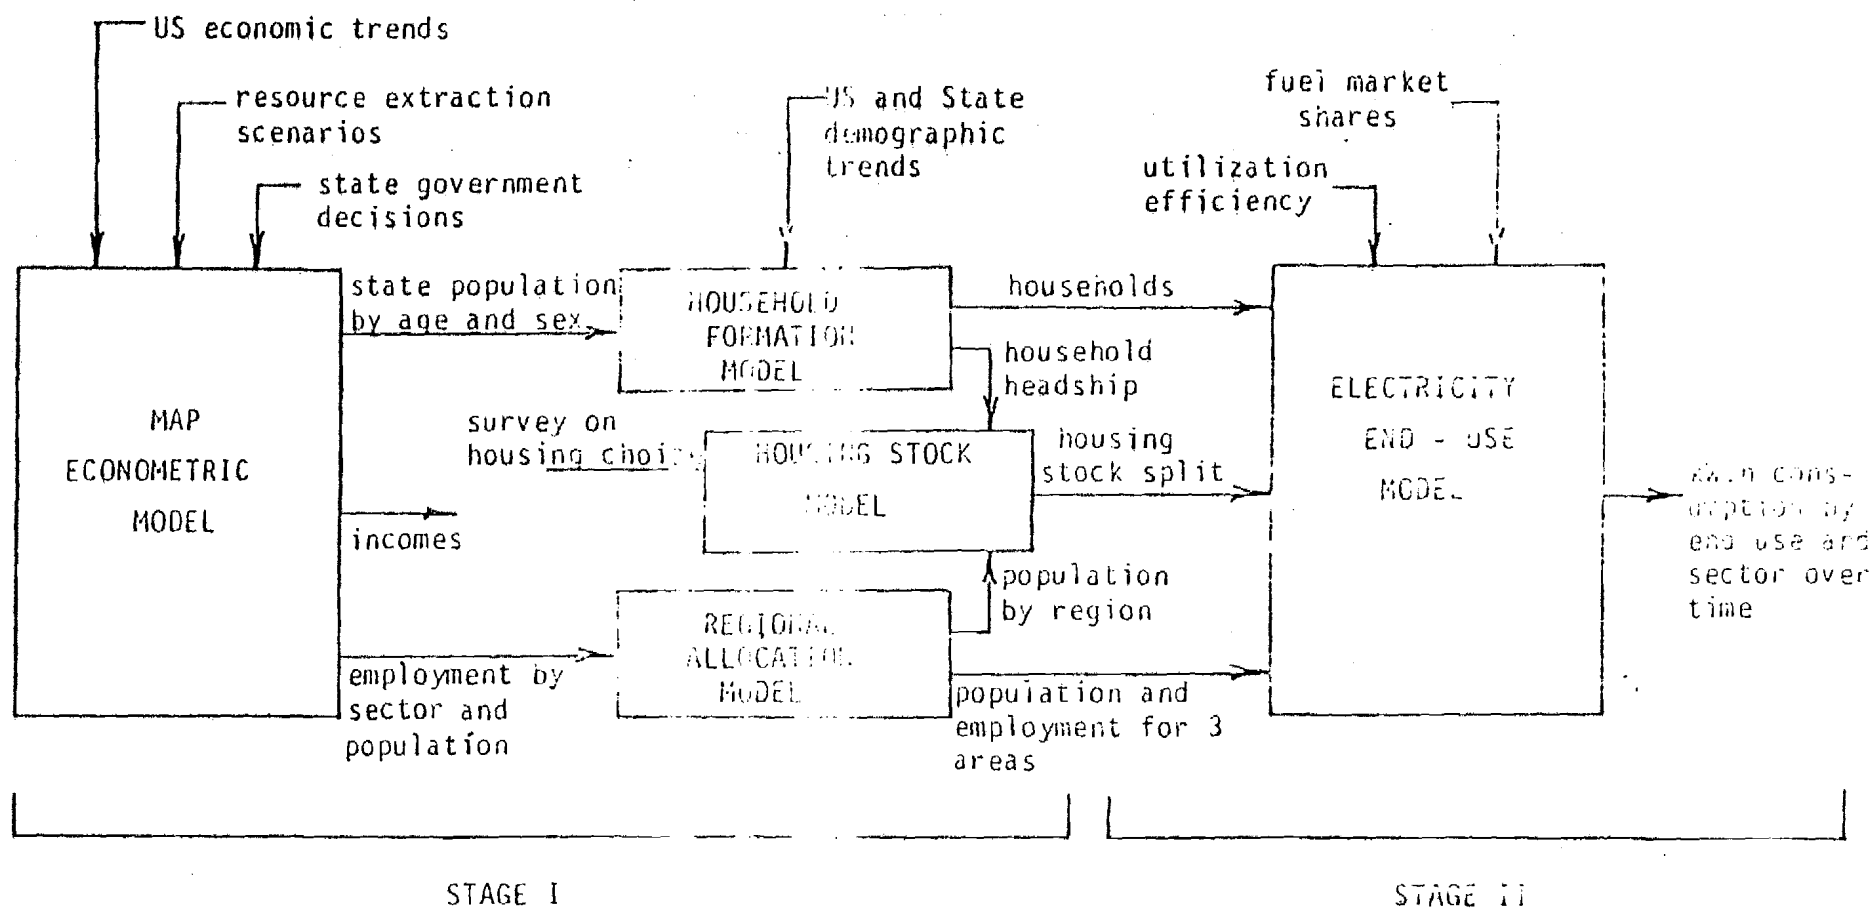 US economic trends
resource extraction
scenarios
state government
decisions
US and State
demographic
trends
fuel market
shares
utilization
efficiency
state population
by age and sex
HOUSEHOLD
FORMATION
MODEL
households
household
headship
MAP
ECONOMETRIC
MODEL
survey on
housing choice
HOUSING STOCK
MODEL
housing
stock split
ELECTRICITY
END - USE
MODEL
incomes
population
by region
cons-
umption by
end use and
sector over
time
employment by
sector and
population
REGIONAL
ALLOCATION
MODEL
population and
employment for 3
areas
STAGE I
STAGE II